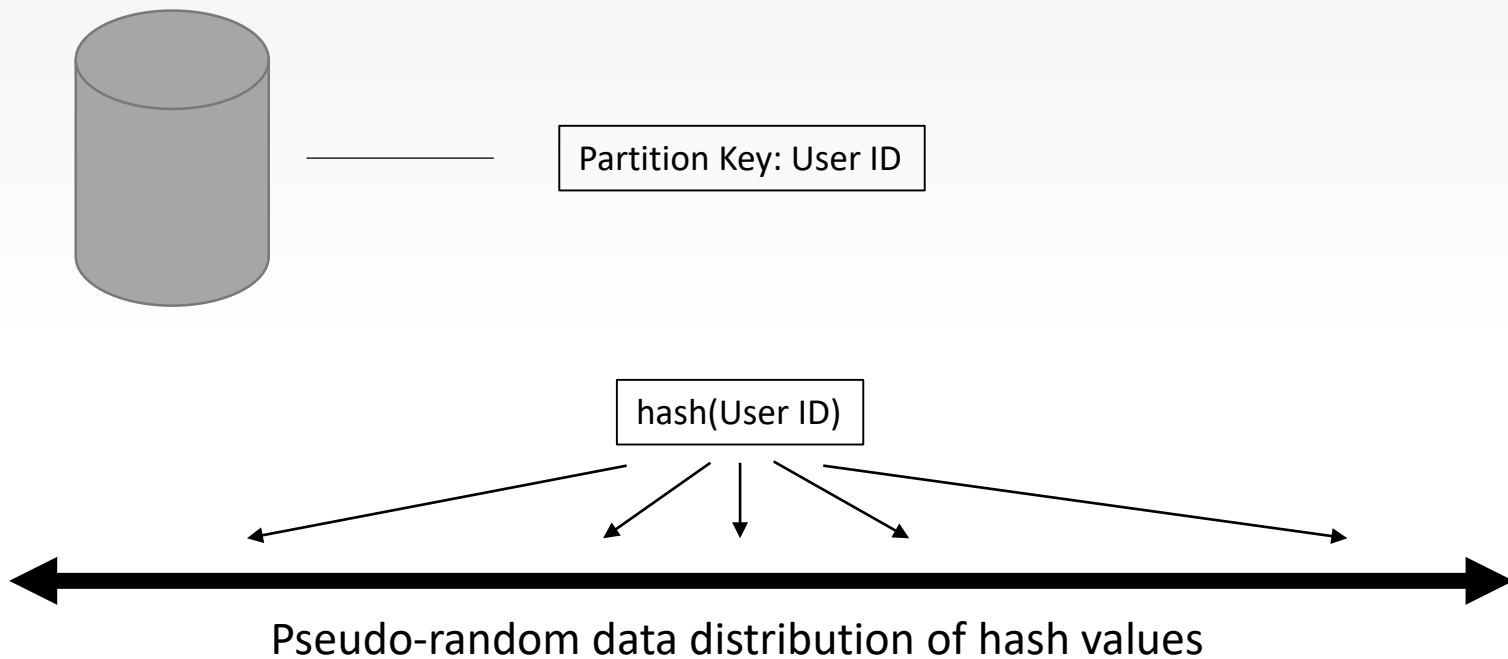 Partition Key: User ID
hash(User ID)
Pseudo-random data distribution of hash values